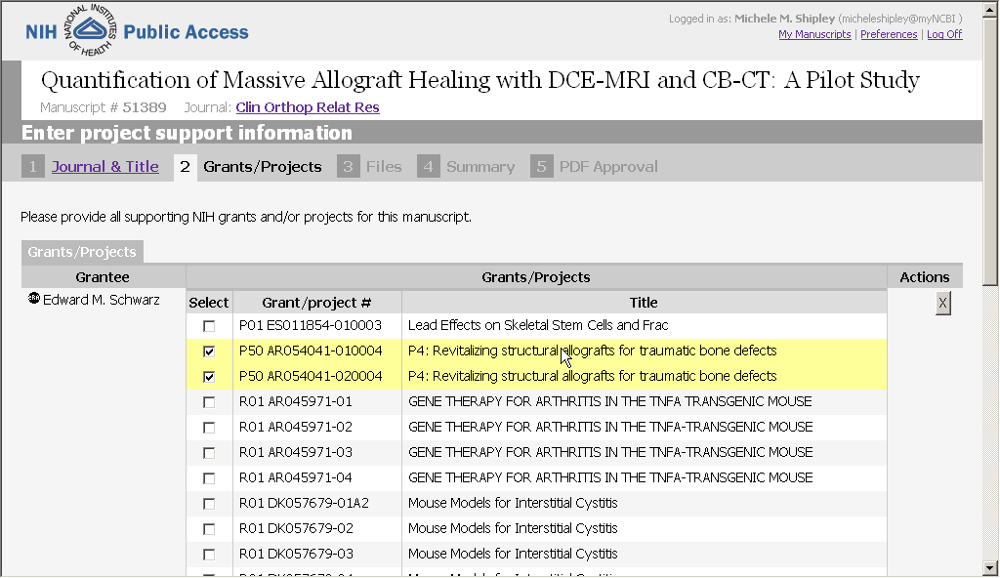 NIH NATIONAL INSTITUTES OF HEALTH Public Access
Logged in as: Michele M. Shipley (micheleshipley@myNCBI )
My Manuscripts | Preferences | Log Off
Quantification of Massive Allograft Healing with DCE-MRI and CB-CT: A Pilot Study
Manuscript # 51389 Journal: Clin Orthop Relat Res
Enter project support information
1 Journal & Title 2 Grants/Projects 3 Files 4 Summary 5 PDF Approval
Please provide all supporting NIH grants and/or projects for this manuscript.
Grants/Projects
Grantee Grants/Projects Actions
eRA Edward M. Schwarz X
Select Grant/project # Title
P01 ES011854-010003 Lead Effects on Skeletal Stem Cells and Frac
P50 AR054041-010004 P4: Revitalizing structural allografts for traumatic bone defects
P50 AR054041-020004 P4: Revitalizing structural allografts for traumatic bone defects
R01 AR045971-01 GENE THERAPY FOR ARTHRITIS IN THE TNFA TRANSGENIC MOUSE
R01 AR045971-02 GENE THERAPY FOR ARTHRITIS IN THE TNFA-TRANSGENIC MOUSE
R01 AR045971-03 GENE THERAPY FOR ARTHRITIS IN THE TNFA-TRANSGENIC MOUSE
R01 AR045971-04 GENE THERAPY FOR ARTHRITIS IN THE TNFA-TRANSGENIC MOUSE
R01 DK057679-01A2 Mouse Models for Interstitial Cystitis
R01 DK057679-02 Mouse Models for Interstitial Cystitis
R01 DK057679-03 Mouse Models for Interstitial Cystitis